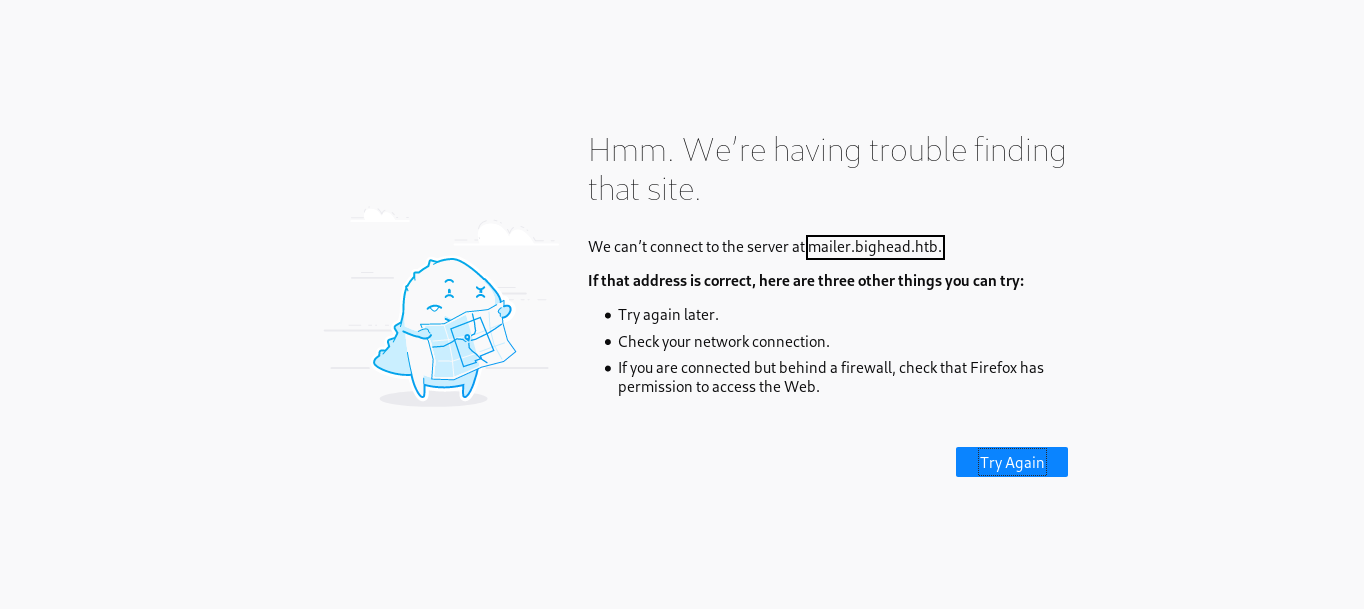 Hmm. We’re having trouble finding
that site.
We can’t connect to the server at mailer.bighead.htb.
If that address is correct, here are three other things you can try:
• Try again later.
• Check your network connection.
• If you are connected but behind a firewall, check that Firefox has
permission to access the Web.
Try Again